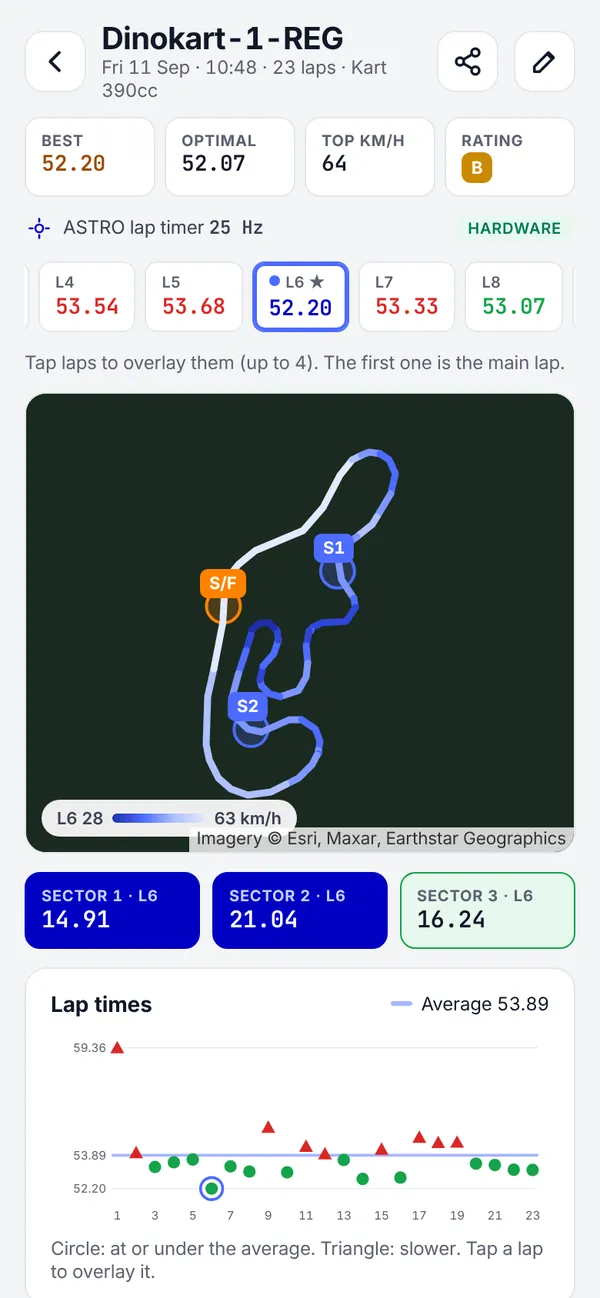 Dinokart-1-REG
Fri 11 Sep · 10:48 · 23 laps · Kart
390cc
BEST
52.20
OPTIMAL
52.07
TOP KM/H
64
RATING
B
ASTRO lap timer 25 Hz
HARDWARE
L4
53.54
L5
53.68
L6 ★
52.20
L7
53.33
L8
53.07
Tap laps to overlay them (up to 4). The first one is the main lap.
S1
S/F
S2
L6 28
63 km/h
Imagery © Esri, Maxar, Earthstar Geographics
SECTOR 1 · L6
14.91
SECTOR 2 · L6
21.04
SECTOR 3 · L6
16.24
Lap times
Average 53.89
59.36
53.89
52.20
1 3 5 7 9 11 13 15 17 19 21 23
Circle: at or under the average. Triangle: slower. Tap a lap
to overlay it.